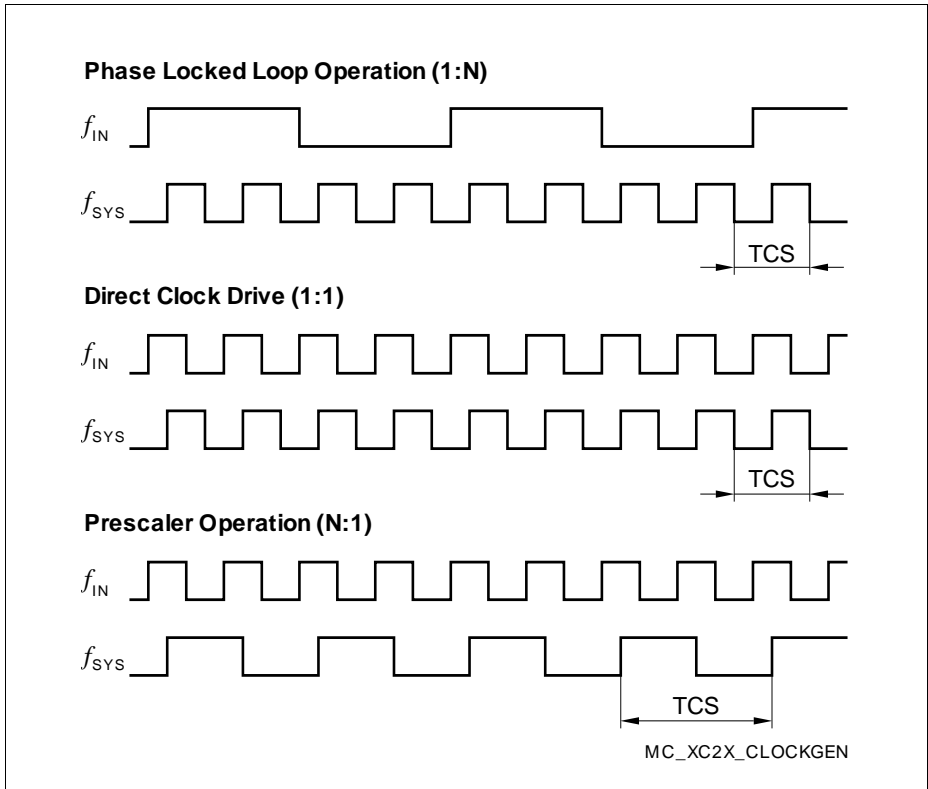 Phase Locked Loop Operation (1:N)
fIN
fSYS
TCS
Direct Clock Drive (1:1)
fIN
fSYS
TCS
Prescaler Operation (N:1)
fIN
fSYS
TCS
MC_XC2X_CLOCKGEN